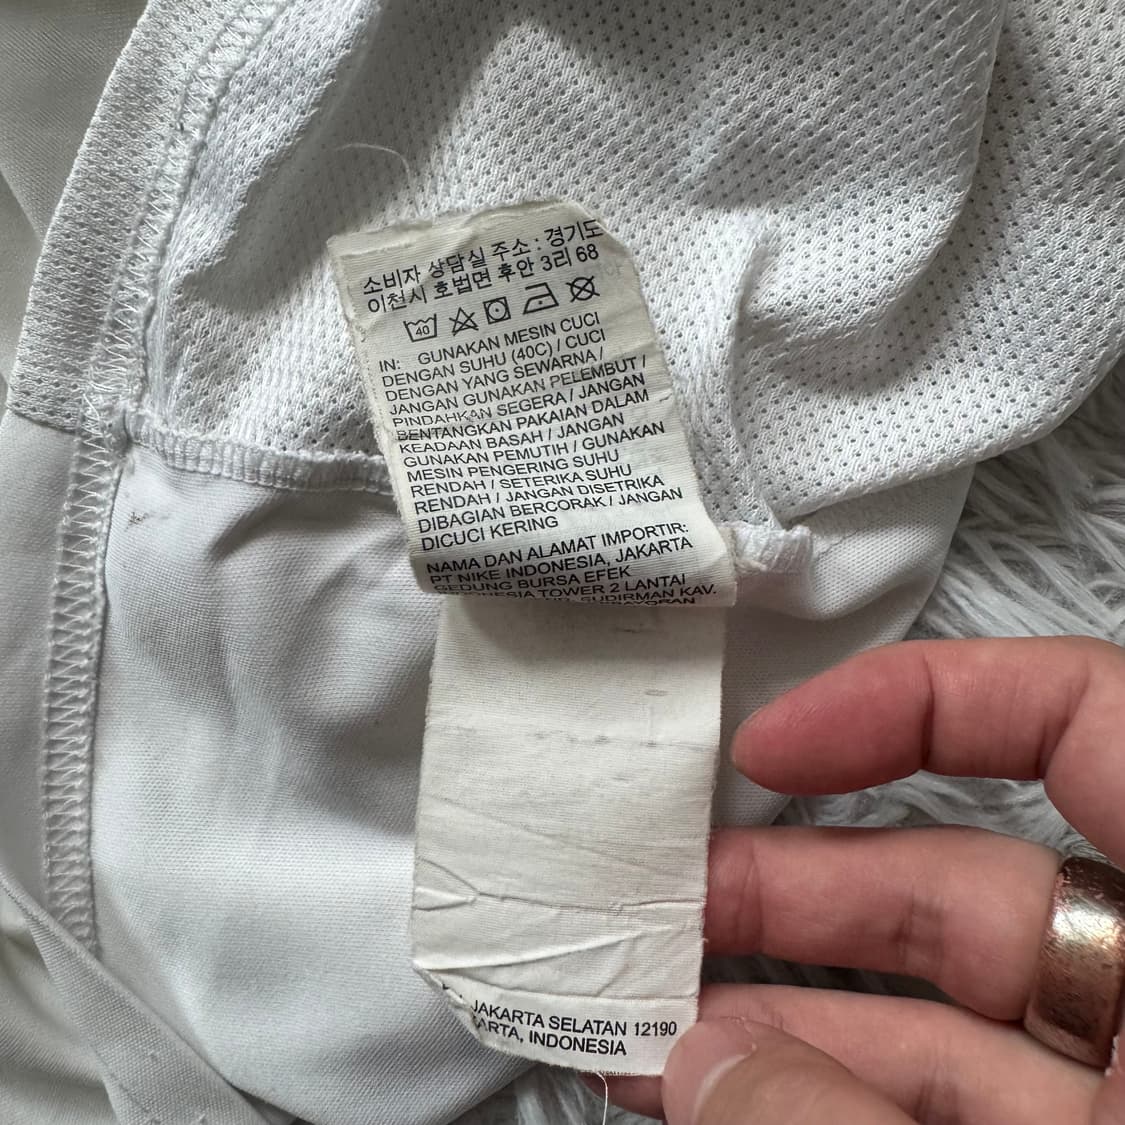 소비자 상담실 주소 : 경기도
이천시 호법면 후안 3리 68
40
IN: GUNAKAN MESIN CUCI
DENGAN SUHU (40C) / CUCI
DENGAN YANG SEWARNA /
JANGAN GUNAKAN PELEMBUT /
PINDAHKAN SEGERA / JANGAN
BENTANGKAN PAKAIAN DALAM
KEADAAN BASAH / JANGAN
GUNAKAN PEMUTIH / GUNAKAN
MESIN PENGERING SUHU
RENDAH / SETERIKA SUHU
RENDAH / JANGAN DISETRIKA
DIBAGIAN BERCORAK / JANGAN
DICUCI KERING
NAMA DAN ALAMAT IMPORTIR:
PT NIKE INDONESIA, JAKARTA
GEDUNG BURSA EFEK
INDONESIA TOWER 2 LANTAI
SUDIRMAN KAV.
JAKARTA SELATAN 12190
INDONESIA